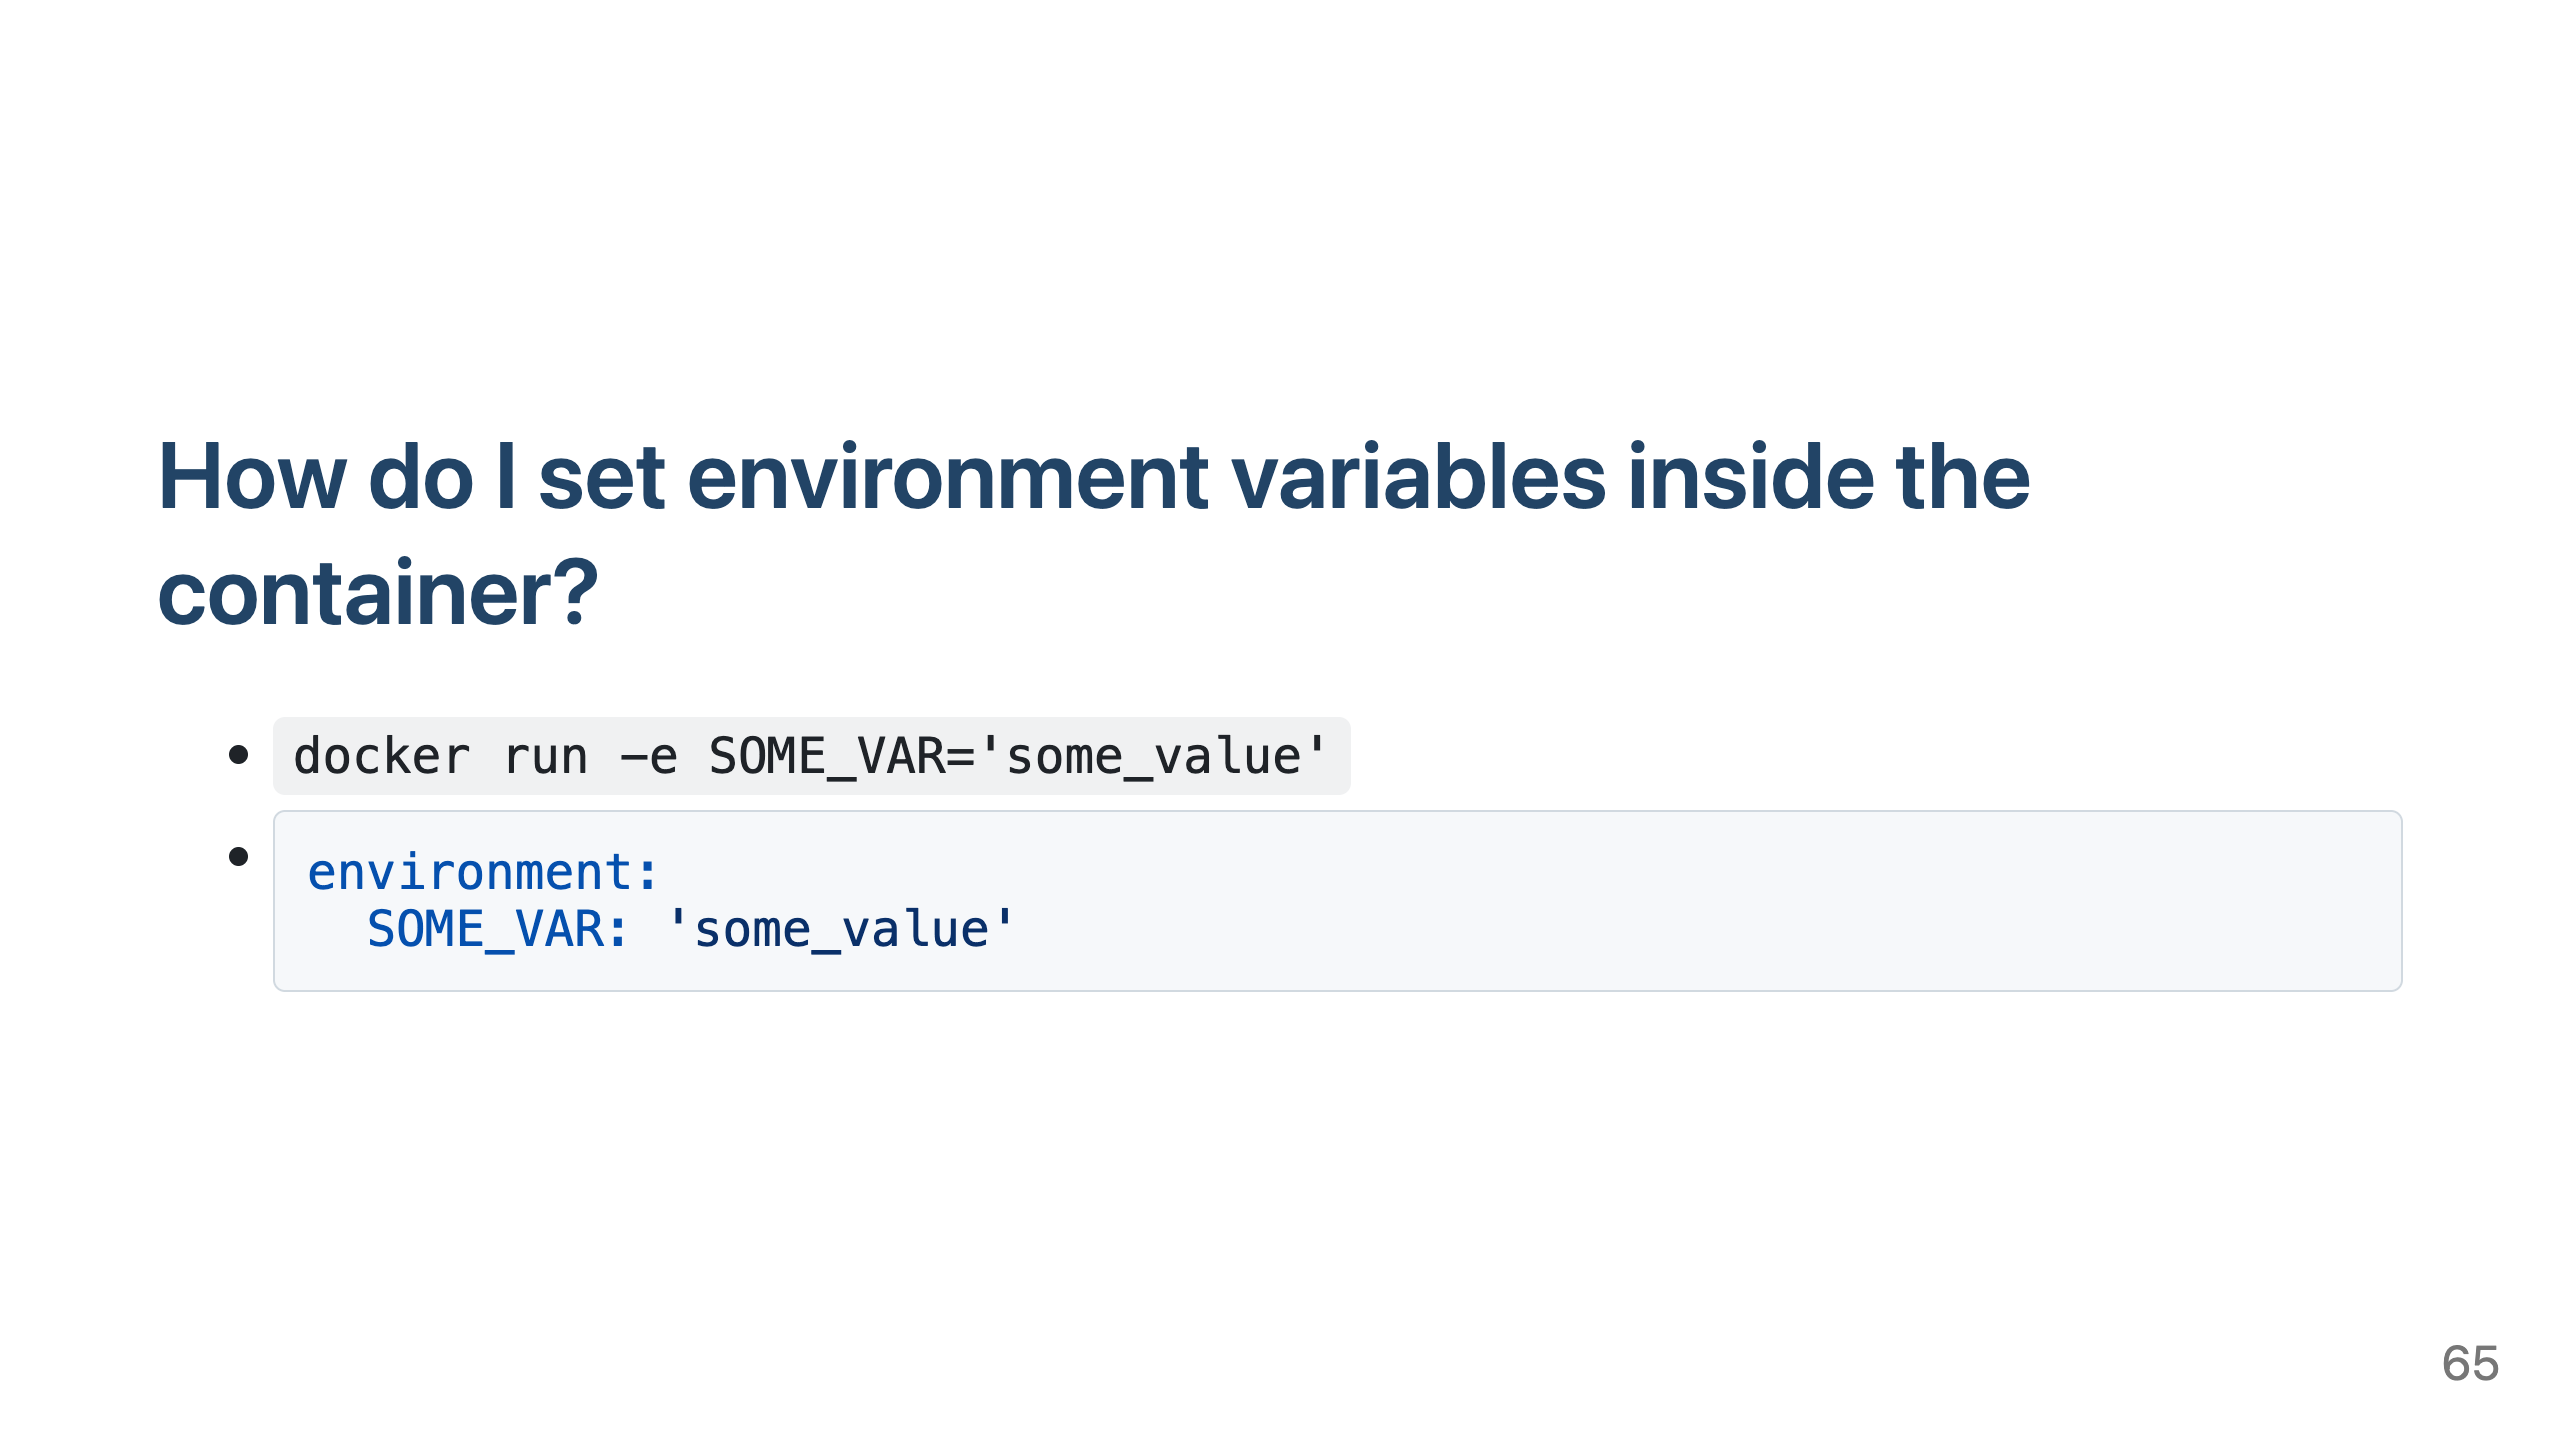 How do I set environment variables inside the
container?
• docker run -e SOME_VAR='some_value'
• environment:
  SOME_VAR: 'some_value'
65